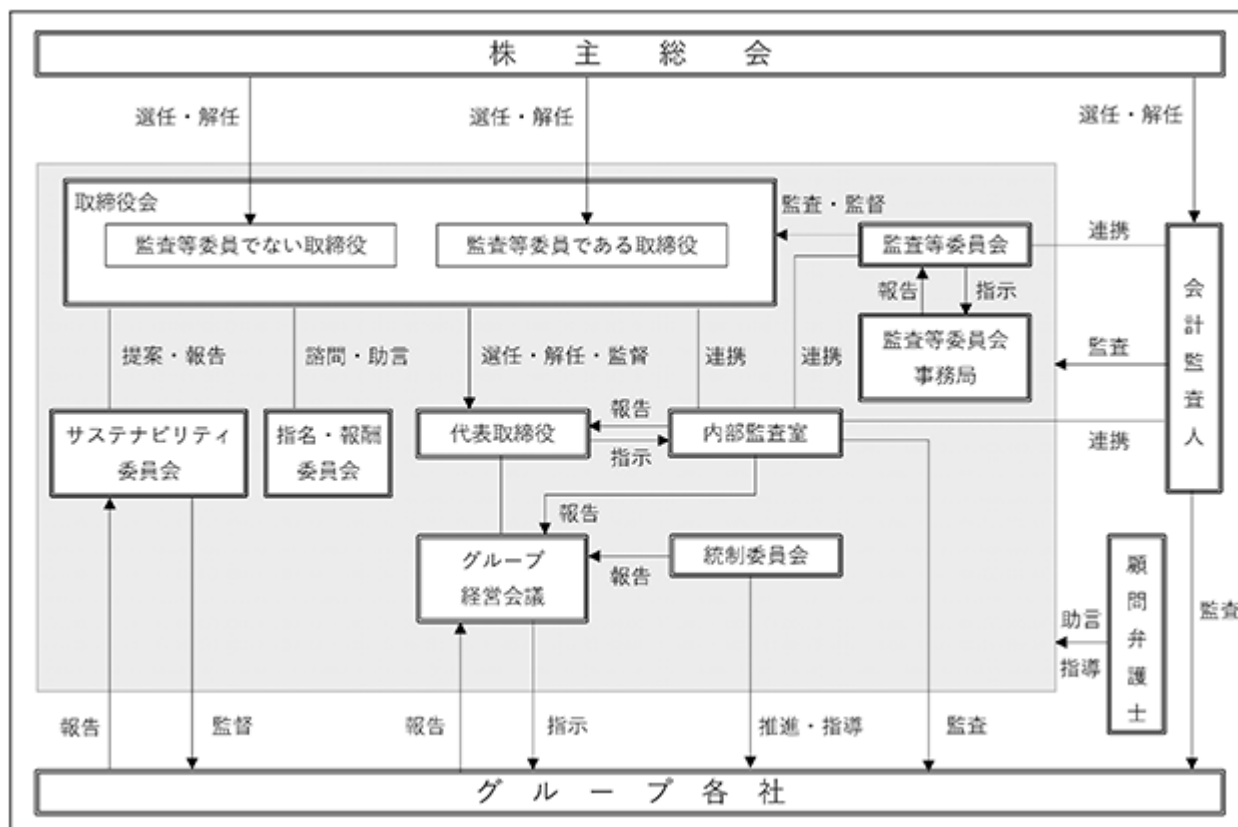 株主総会
選任・解任
選任・解任
選任・解任
取締役会
監査等委員でない取締役
監査等委員である取締役
監査・監督
監査等委員会
連携
報告
指示
監査等委員会
事務局
会計監査人
監査
提案・報告
諮問・助言
選任・解任・監督
連携
連携
サステナビリティ
委員会
指名・報酬
委員会
代表取締役
報告
指示
内部監査室
連携
報告
グループ
経営会議
報告
統制委員会
顧問弁護士
助言
指導
監査
報告
監督
報告
指示
推進・指導
監査
グループ各社